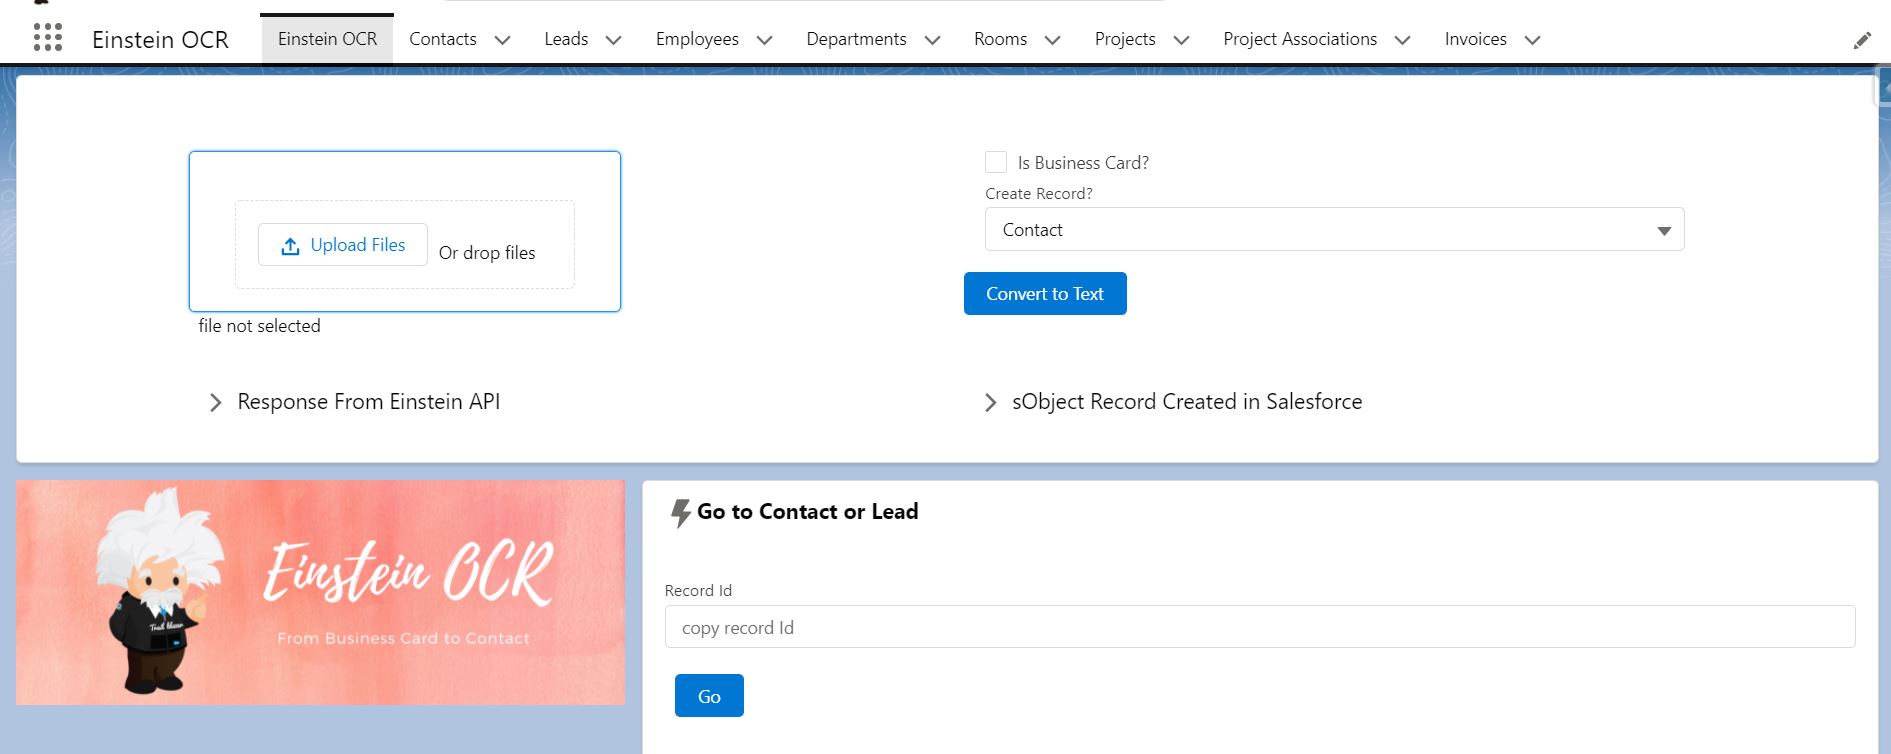 Einstein OCR
Einstein OCR Contacts Leads Employees Departments Rooms Projects Project Associations Invoices
Is Business Card?
Create Record?
Contact
Upload Files Or drop files
Convert to Text
file not selected
Response From Einstein API
sObject Record Created in Salesforce
Einstein OCR
From Business Card to Contact
Trail blazer
Go to Contact or Lead
Record Id
copy record Id
Go